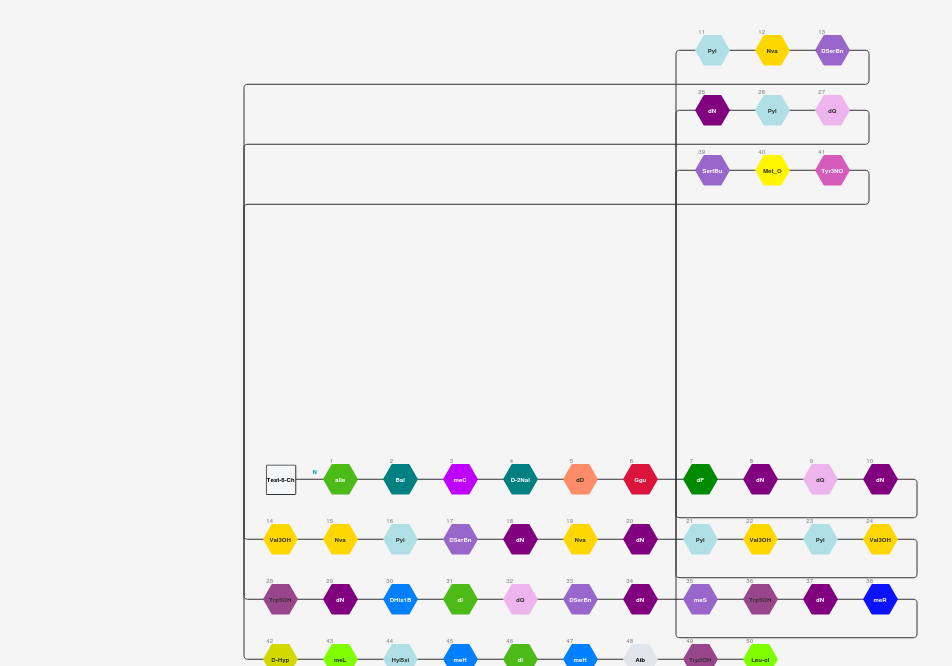 11 12 13
Pyl Nva DSerBn
25 26 27
dN Pyl dQ
39 40 41
SertBu Met_O Tyr3NO
1 2 3 4 5 6 7 8 9 10
N
aIle Bal meC D-2Nal dD Ggu dF dN dQ dN
14 15 16 17 18 19 20 21 22 23 24
Val3OH Nva Pyl DSerBn dN Nva dN Pyl Val3OH Pyl Val3OH
28 29 30 31 32 33 34 35 36 37 38
Trp5OH dN DHis1B dI dQ DSerBn dN meS Trp5OH dN meR
42 43 44 45 46 47 48 49 50
D-Hyp meL Hyl5xi meH dI meH Aib Trp5OH Leu-ol